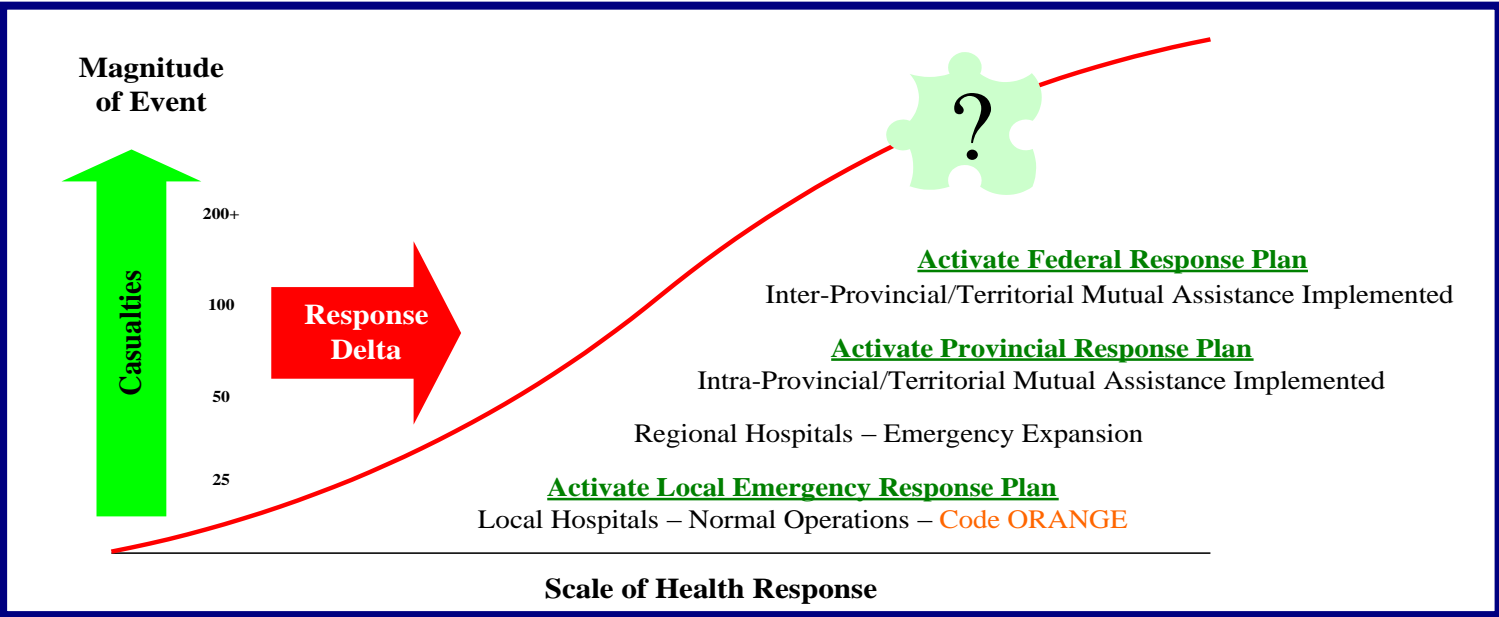 Magnitude
of Event
?
200+
100
50
25
Casualties
Response
Delta
Activate Federal Response Plan
Inter-Provincial/Territorial Mutual Assistance Implemented
Activate Provincial Response Plan
Intra-Provincial/Territorial Mutual Assistance Implemented
Regional Hospitals – Emergency Expansion
Activate Local Emergency Response Plan
Local Hospitals – Normal Operations – Code ORANGE
Scale of Health Response